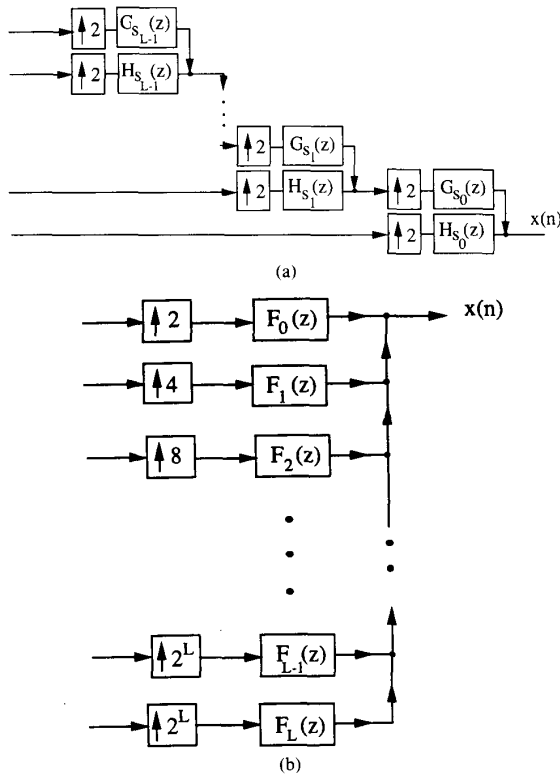 ↑2 G_{S_{L-1}}(z)
↑2 H_{S_{L-1}}(z)
↑2 G_{S_1}(z)
↑2 H_{S_1}(z) ↑2 G_{S_0}(z)
↑2 H_{S_0}(z) x(n)
(a)
↑2 F_0(z) x(n)
↑4 F_1(z)
↑8 F_2(z)
↑2^L F_{L-1}(z)
↑2^L F_L(z)
(b)